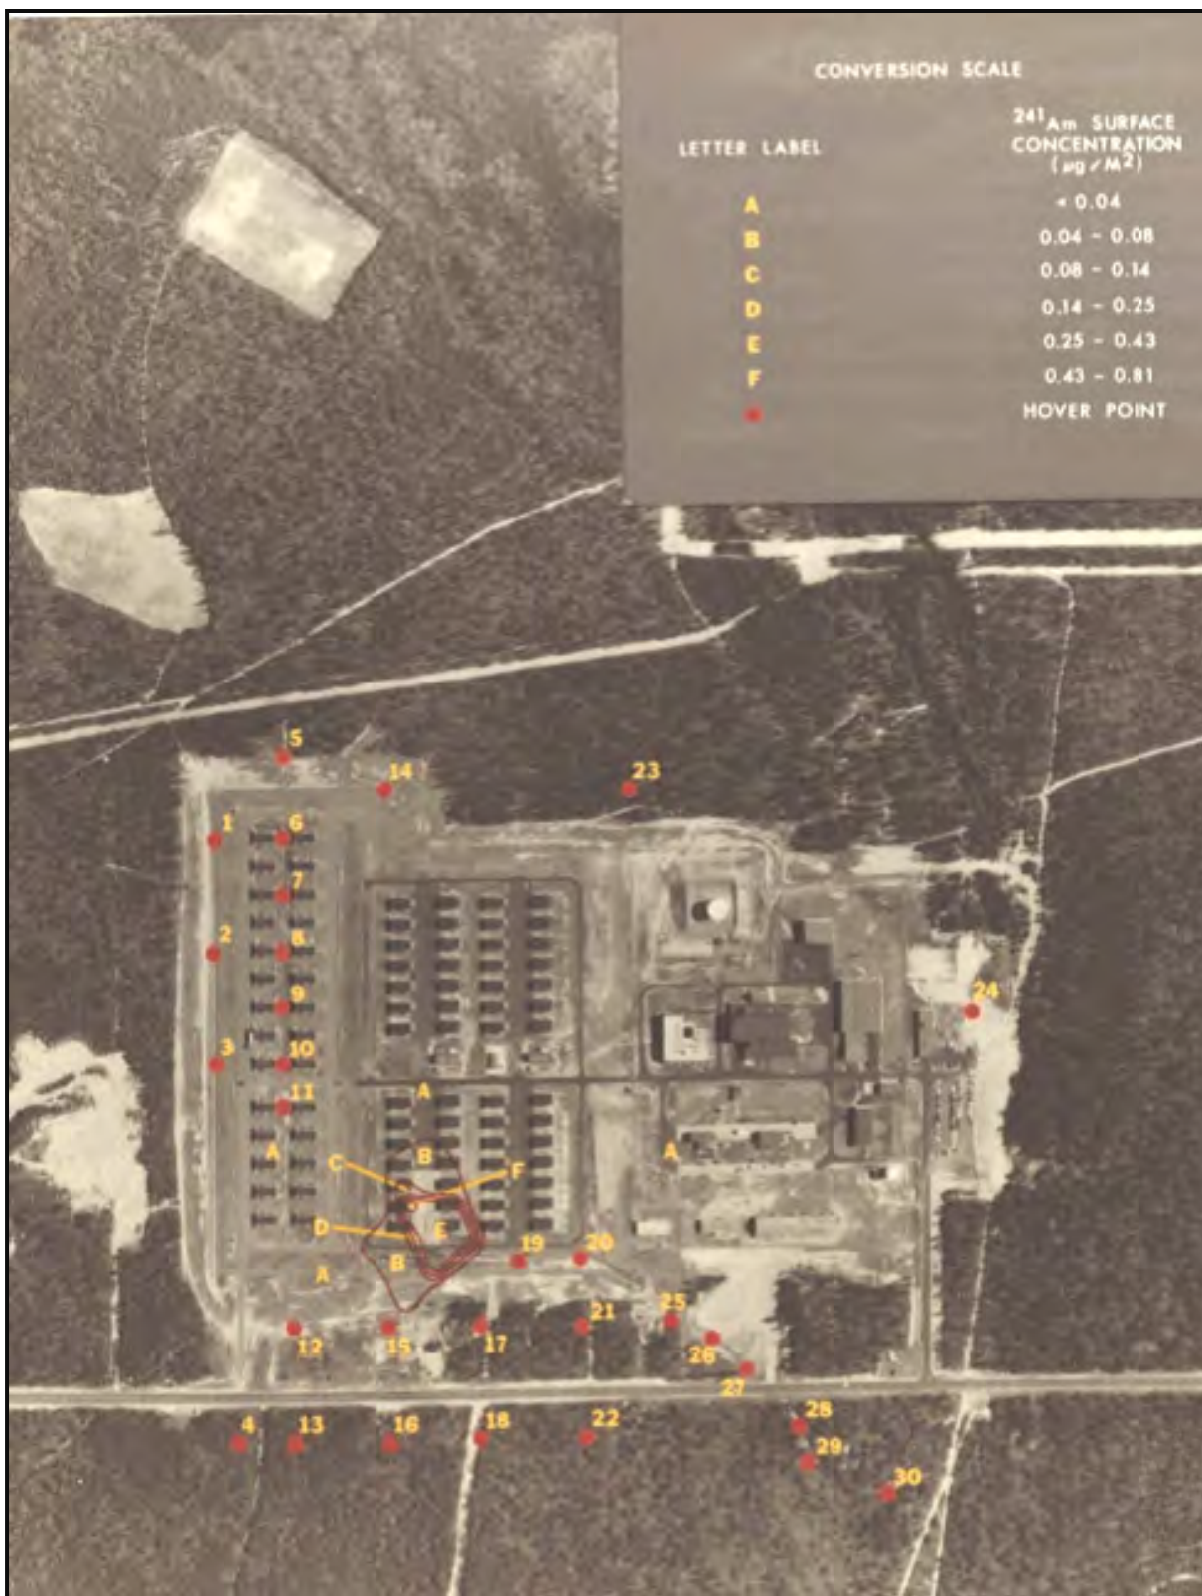 CONVERSION SCALE
LETTER LABEL
241Am SURFACE
CONCENTRATION
(µg/M2)
A < 0.04
B 0.04 - 0.08
C 0.08 - 0.14
D 0.14 - 0.25
E 0.25 - 0.43
F 0.43 - 0.81
HOVER POINT
5
14
23
1
6
7
2
8
9
24
3
10
11
A
A
B
A
C
F
D
E
B
19
20
A
25
12
15
17
21
26
27
4
13
16
18
22
28
29
30